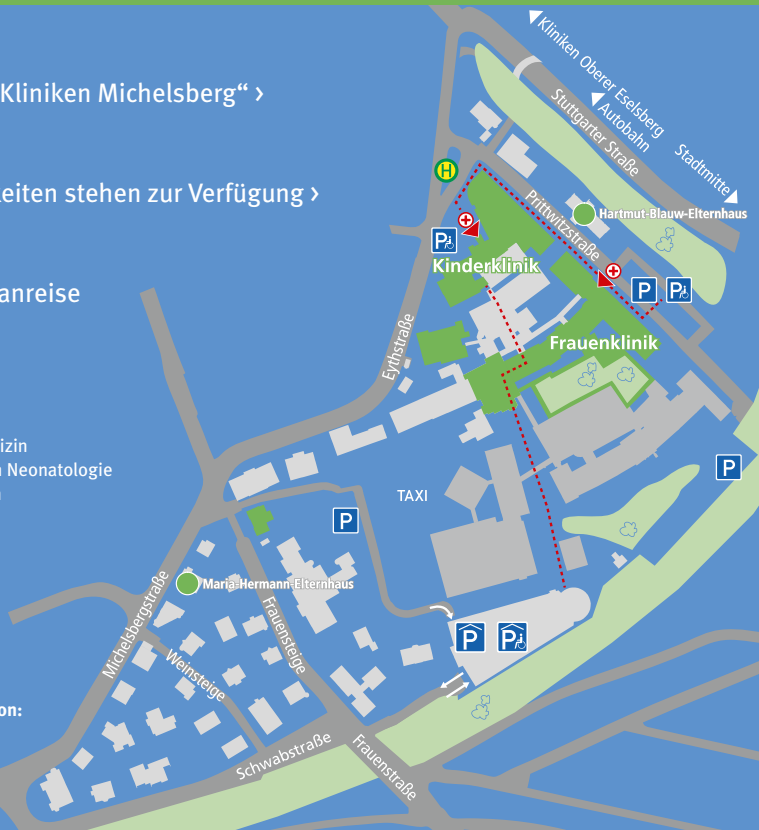 Kliniken Michelsberg“ ›
eiten stehen zur Verfügung ›
anreise
izin
Neonatologie
on:
Kliniken Oberer Eselsberg
Autobahn
Stadtmitte
Stuttgarter Straße
H
Prittwitzstraße
Hartmut-Blauw-Elternhaus
P
Kinderklinik
P
P
Frauenklinik
Eythstraße
P
TAXI
P
Maria-Hermann-Elternhaus
Michelsbergstraße
Frauensteige
Weinsteige
P
P
Schwabstraße
Frauenstraße